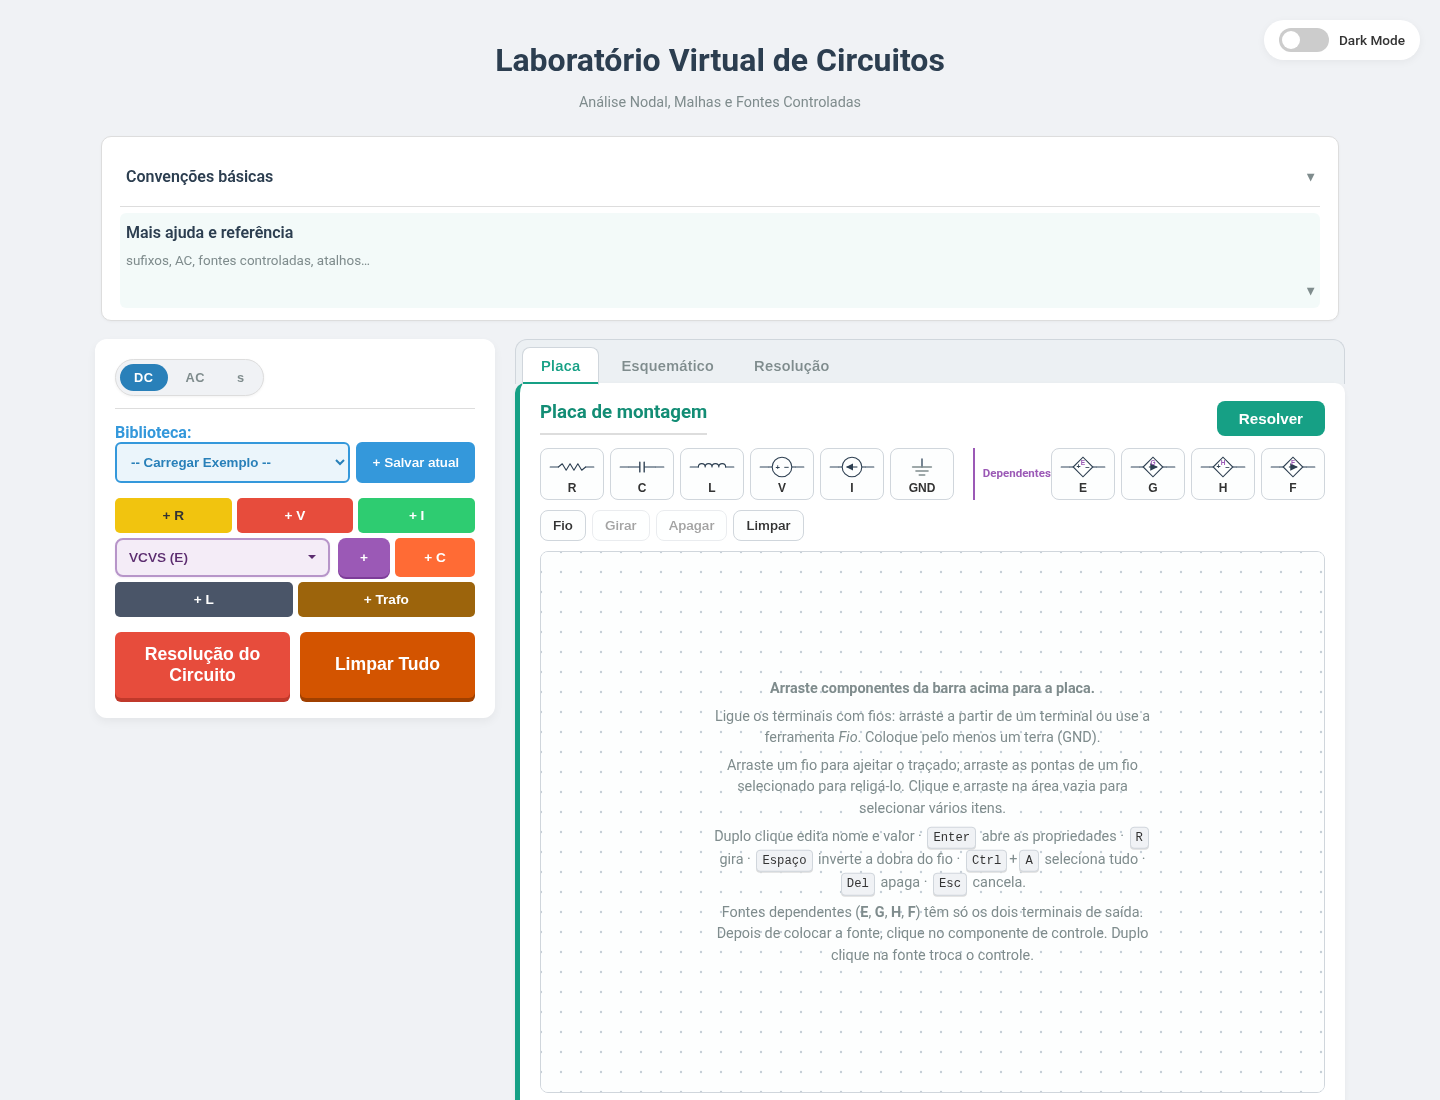 Dark Mode
Laboratório Virtual de Circuitos
Análise Nodal, Malhas e Fontes Controladas
Convenções básicas ▼
Mais ajuda e referência
sufixos, AC, fontes controladas, atalhos...
▼
DC AC s
Biblioteca:
-- Carregar Exemplo --
+ Salvar atual
+ R + V + I
VCVS (E) + + C
+ L + Trafo
Resolução do
Circuito
Limpar Tudo
Placa Esquemático Resolução
Placa de montagem
Resolver
R C L V I GND Dependentes E G H F
Fio Girar Apagar Limpar
Arraste componentes da barra acima para a placa.
Ligue os terminais com fios: arraste a partir de um terminal ou use a
ferramenta Fio. Coloque pelo menos um terra (GND).
Arraste um fio para ajeitar o traçado; arraste as pontas de um fio
selecionado para religá-lo. Clique e arraste na área vazia para
selecionar vários itens.
Duplo clique edita nome e valor · Enter abre as propriedades · R
gira · Espaço inverte a dobra do fio · Ctrl + A seleciona tudo ·
Del apaga · Esc cancela.
Fontes dependentes (E, G, H, F) têm só os dois terminais de saída.
Depois de colocar a fonte, clique no componente de controle. Duplo
clique na fonte troca o controle.